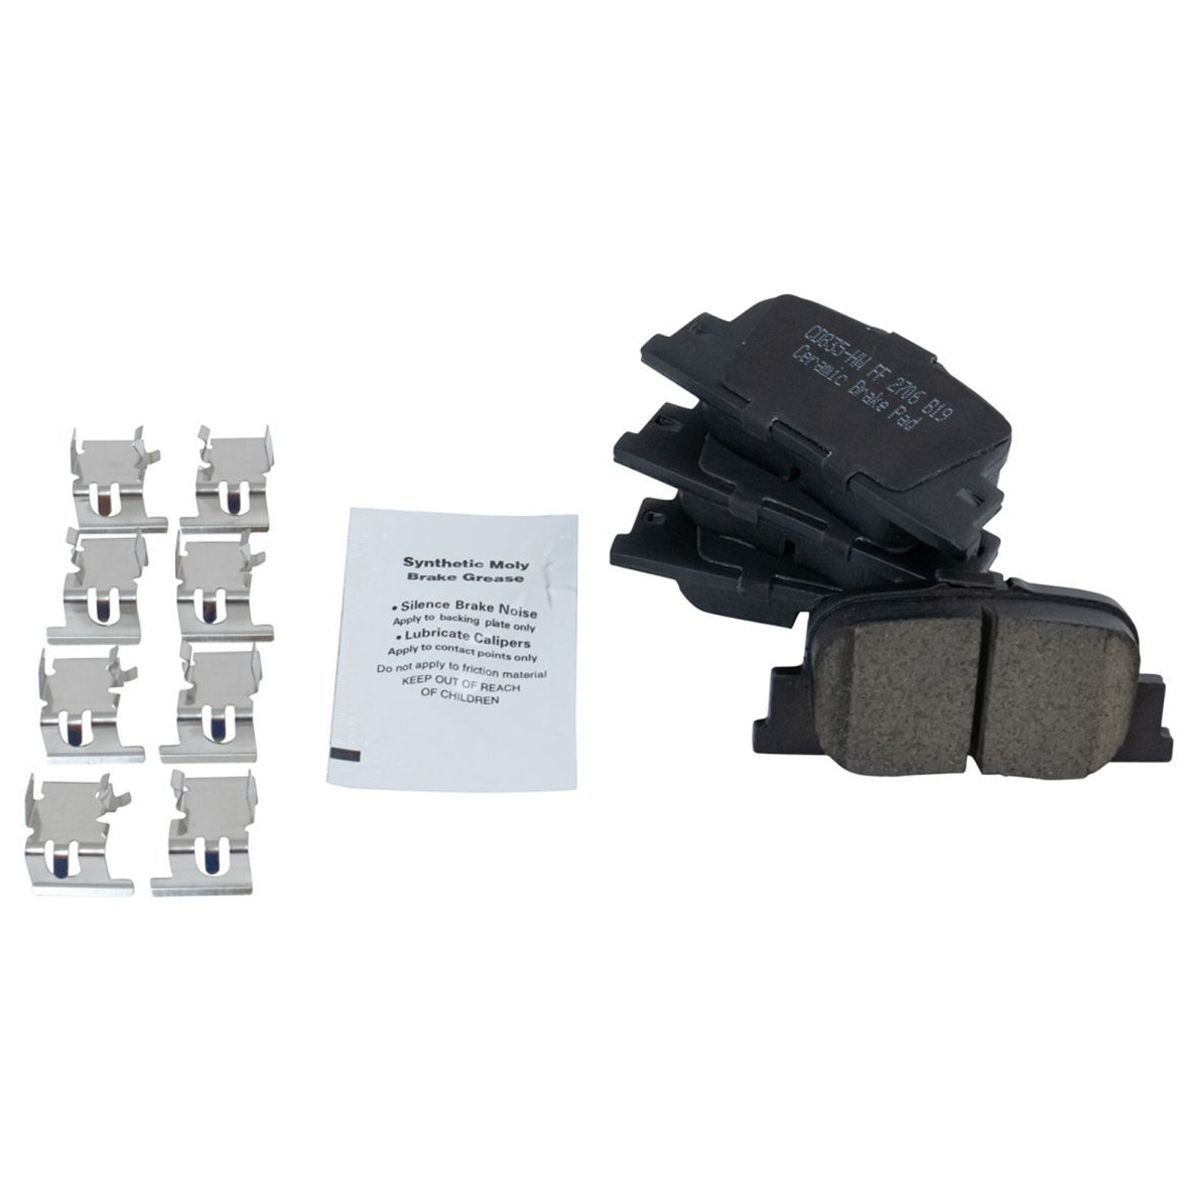 CD835-HW FF 2706 B19
Ceramic Brake Pad
Synthetic Moly
Brake Grease
• Silence Brake Noise
Apply to backing plate only
• Lubricate Calipers
Apply to contact points only
Do not apply to friction material
KEEP OUT OF REACH
OF CHILDREN